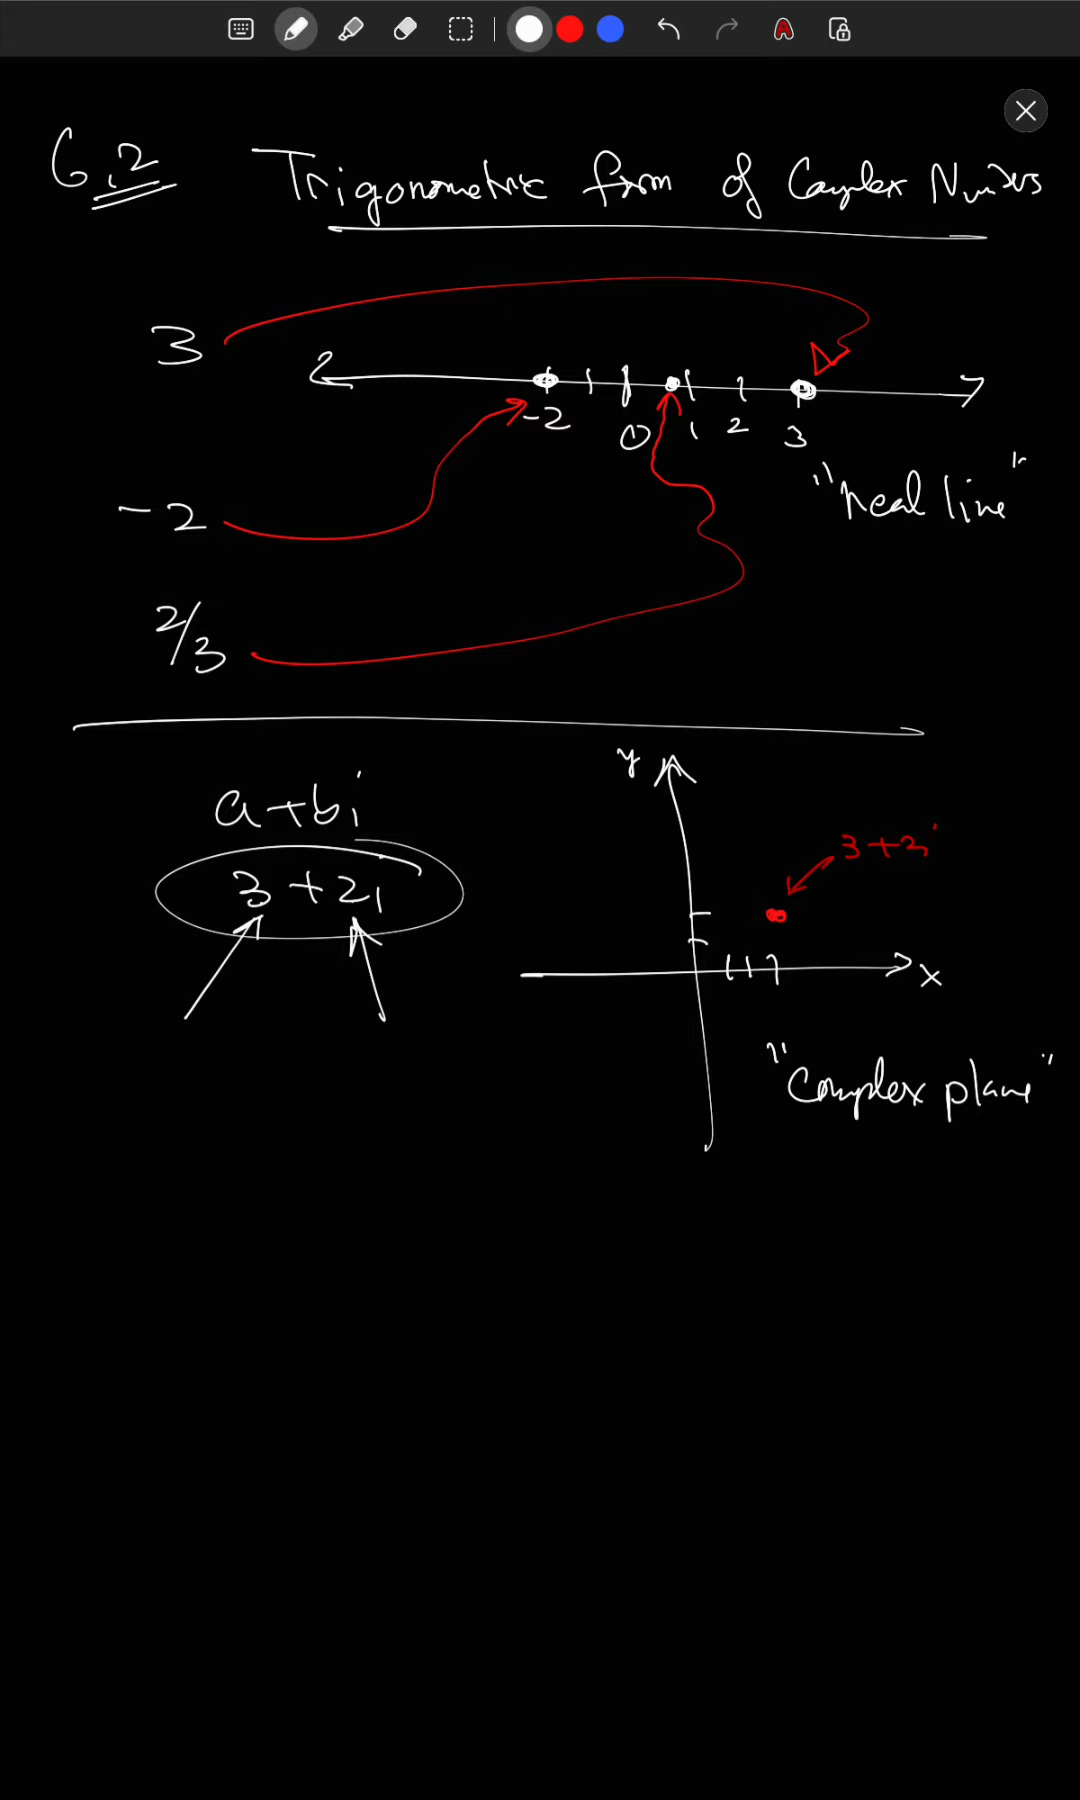 6.2 Trigonometric form of Complex Numbers
3
-2 0 1 2 3
"real line"
-2
2/3
a+bi
3+2i
y
3+2i
x
"Complex plane"